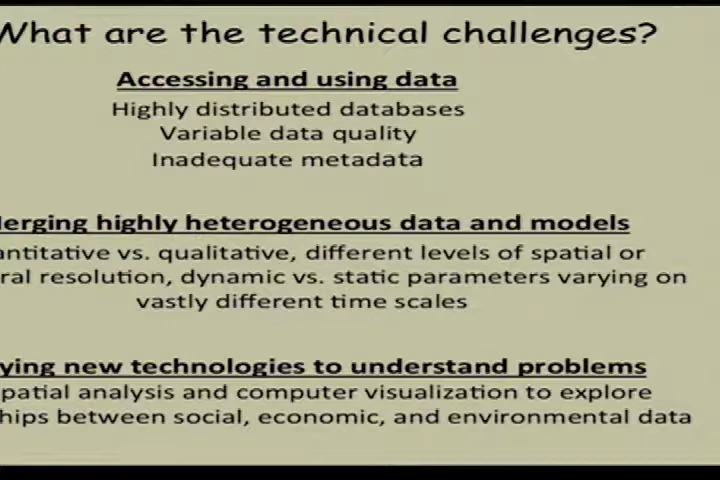 What are the technical challenges?
Accessing and using data
Highly distributed databases
Variable data quality
Inadequate metadata
erging highly heterogeneous data and models
antitative vs. qualitative, different levels of spatial or
ral resolution, dynamic vs. static parameters varying on
vastly different time scales
ying new technologies to understand problems
patial analysis and computer visualization to explore
hips between social, economic, and environmental data